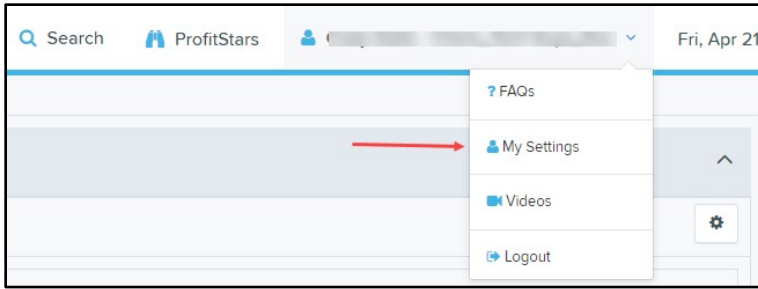 Search ProfitStars Fri, Apr 21
? FAQs
My Settings
Videos
Logout